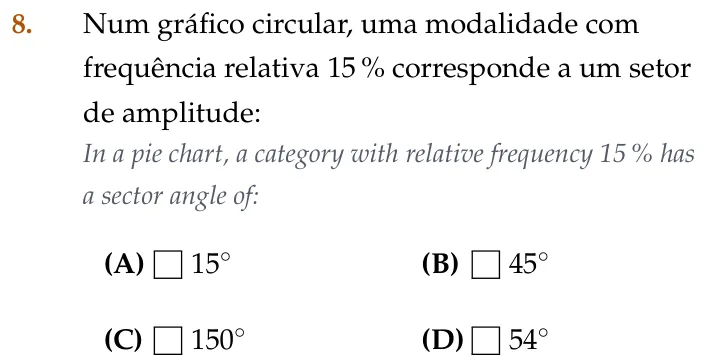 8. Num gráfico circular, uma modalidade com
frequência relativa 15 % corresponde a um setor
de amplitude:
In a pie chart, a category with relative frequency 15 % has
a sector angle of:
(A) □ 15° (B) □ 45°
(C) □ 150° (D) □ 54°